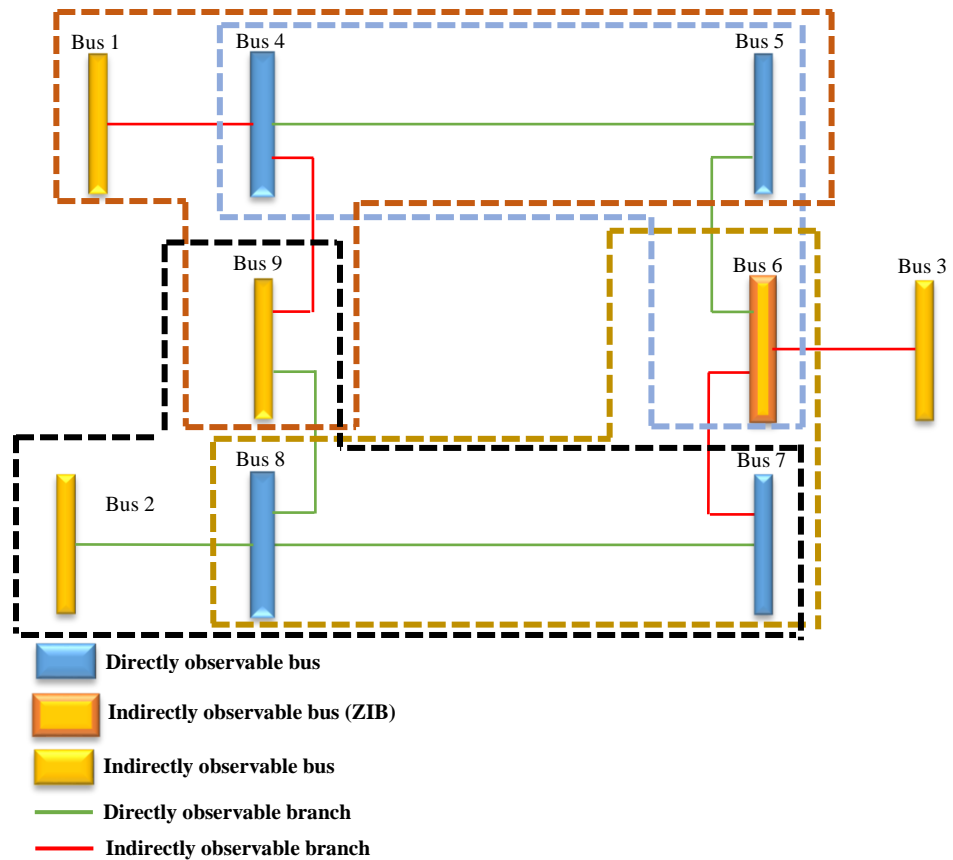 Bus 1
Bus 4
Bus 5
Bus 9
Bus 6
Bus 3
Bus 8
Bus 7
Bus 2
Directly observable bus
Indirectly observable bus (ZIB)
Indirectly observable bus
Directly observable branch
Indirectly observable branch